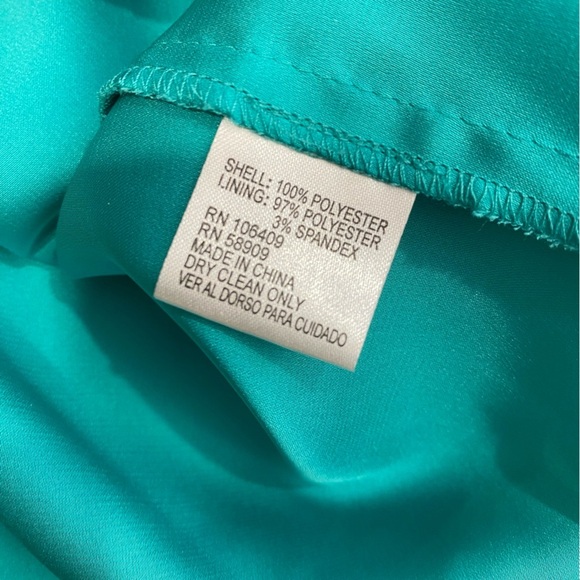 SHELL: 100% POLYESTER
LINING: 97% POLYESTER
3% SPANDEX
RN 106409
RN 58909
MADE IN CHINA
DRY CLEAN ONLY
VER AL DORSO PARA CUIDADO